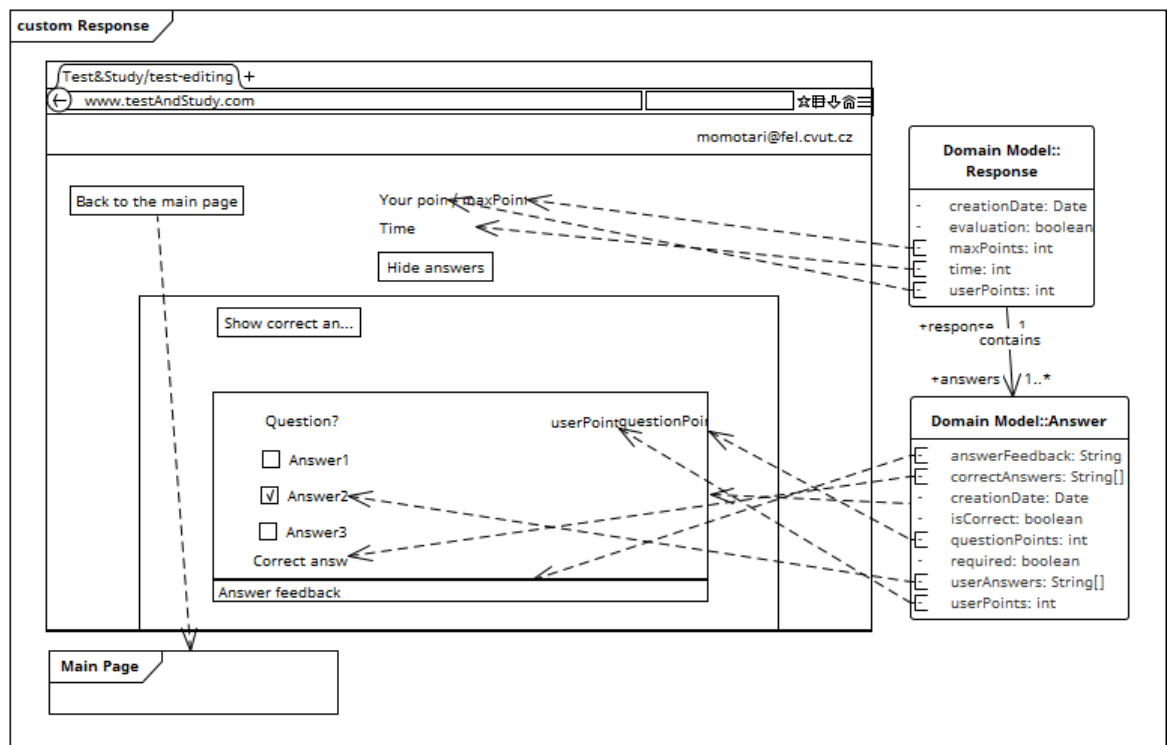 custom Response
Test&Study/test-editing +
www.testAndStudy.com
momotari@fel.cvut.cz
Back to the main page
Your poin/ maxPoint
Time
Hide answers
Show correct an...
Question?
userPoint questionPoi
Answer1
√ Answer2
Answer3
Correct answ
Answer feedback
Main Page
Domain Model::
Response
- creationDate: Date
- evaluation: boolean
- maxPoints: int
- time: int
- userPoints: int
+response 1
contains
+answers 1..*
Domain Model::Answer
- answerFeedback: String
- correctAnswers: String[]
- creationDate: Date
- isCorrect: boolean
- questionPoints: int
- required: boolean
- userAnswers: String[]
- userPoints: int